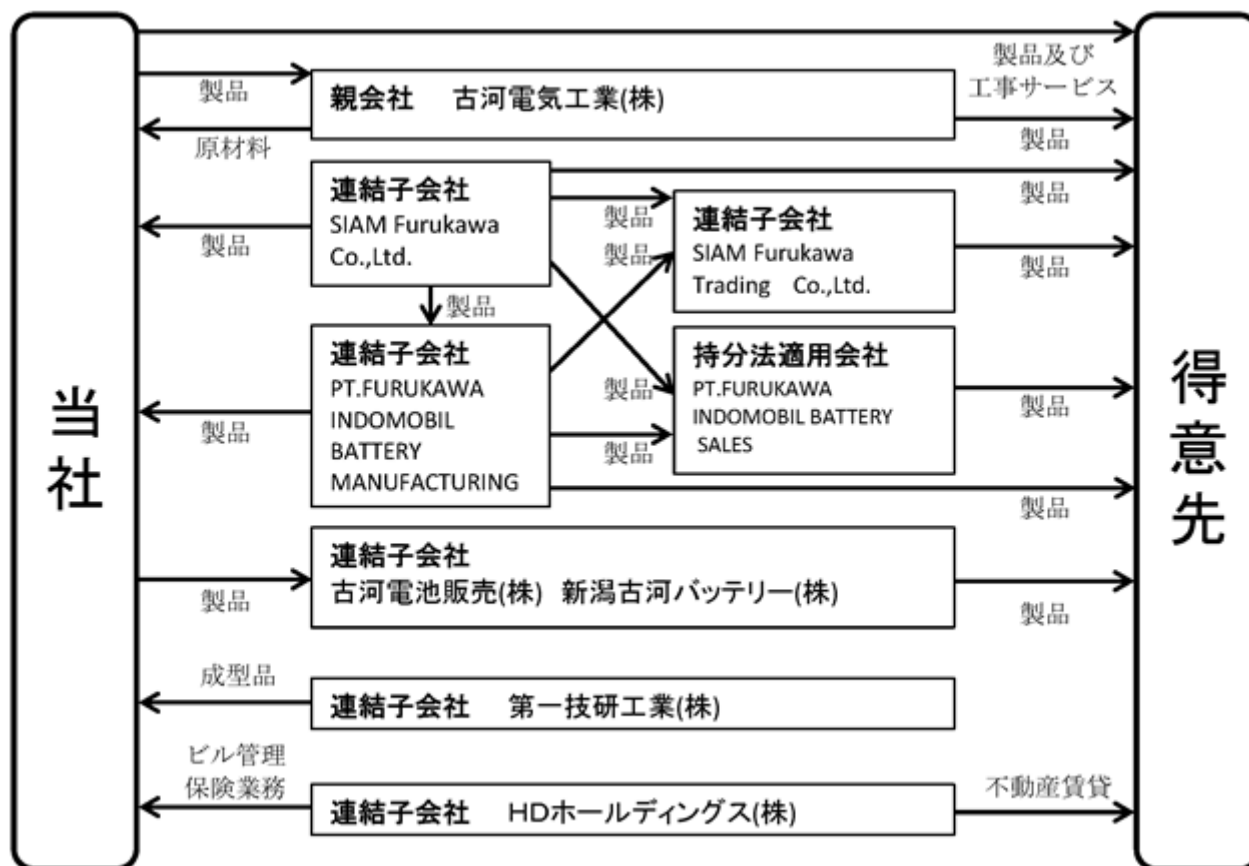 当社
得意先
製品及び
工事サービス
製品
親会社 古河電気工業(株)
原材料
製品
連結子会社
SIAM Furukawa
Co.,Ltd.
製品
製品
製品
連結子会社
SIAM Furukawa
Trading Co.,Ltd.
製品
製品
製品
製品
連結子会社
PT.FURUKAWA
INDOMOBIL
BATTERY
MANUFACTURING
製品
製品
持分法適用会社
PT.FURUKAWA
INDOMOBIL BATTERY
SALES
製品
製品
製品
連結子会社
古河電池販売(株) 新潟古河バッテリー(株)
製品
製品
成型品
連結子会社 第一技研工業(株)
ビル管理
保険業務
連結子会社 HDホールディングス(株)
不動産賃貸